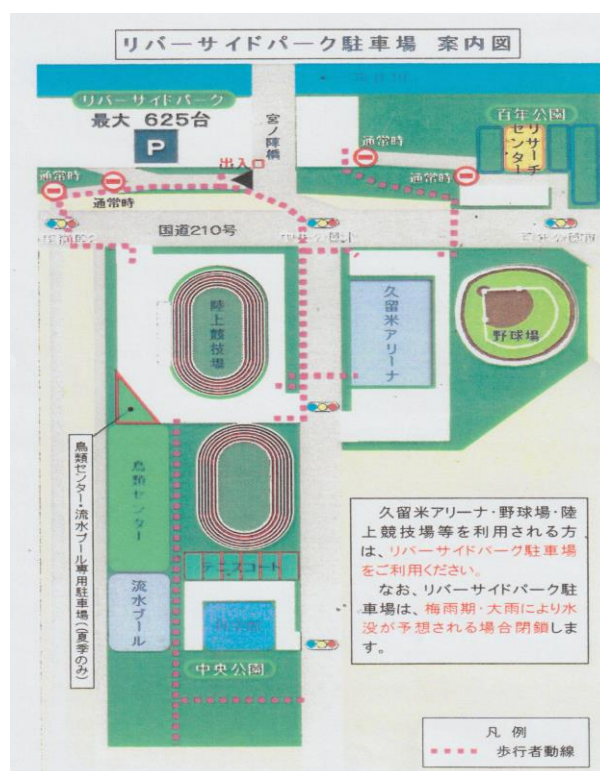 リバーサイドパーク駐車場 案内図
リバーサイドパーク
最大 625台
P
宮ノ陣橋
百年公園
リサーチ
センター
通常時
出入口
通常時
通常時
通常時
国道210号
陸上競技場
久留米アリーナ
野球場
鳥類センター・流水プール専用駐車場(夏季のみ)
鳥類センター
テニスコート
流水プール
中央公園
久留米アリーナ・野球場・陸
上競技場等を利用される方
は、リバーサイドパーク駐車場
をご利用ください。
なお、リバーサイドパーク駐
車場は、梅雨期・大雨により水
没が予想される場合閉鎖しま
す。
凡 例
歩行者動線